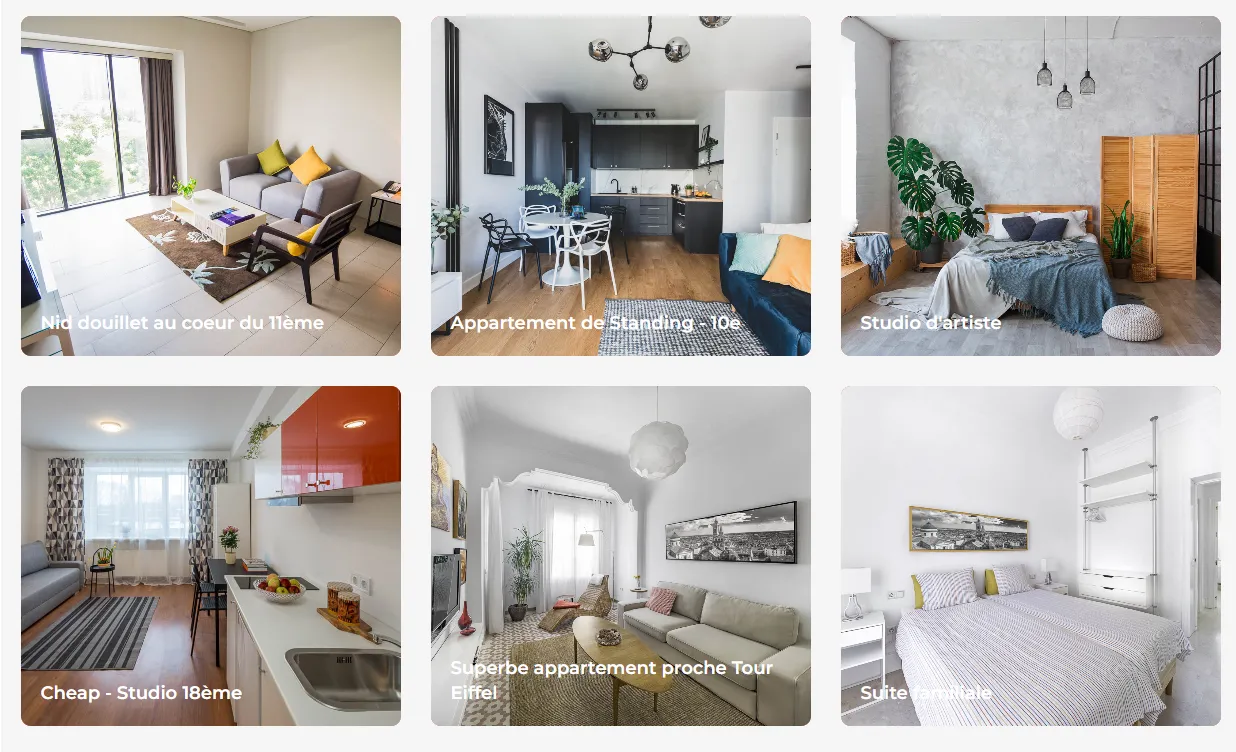 Nid douillet au coeur du 11ème
Appartement de Standing - 10e
Studio d'artiste
Cheap - Studio 18ème
Superbe appartement proche Tour
Eiffel
Suite familiale